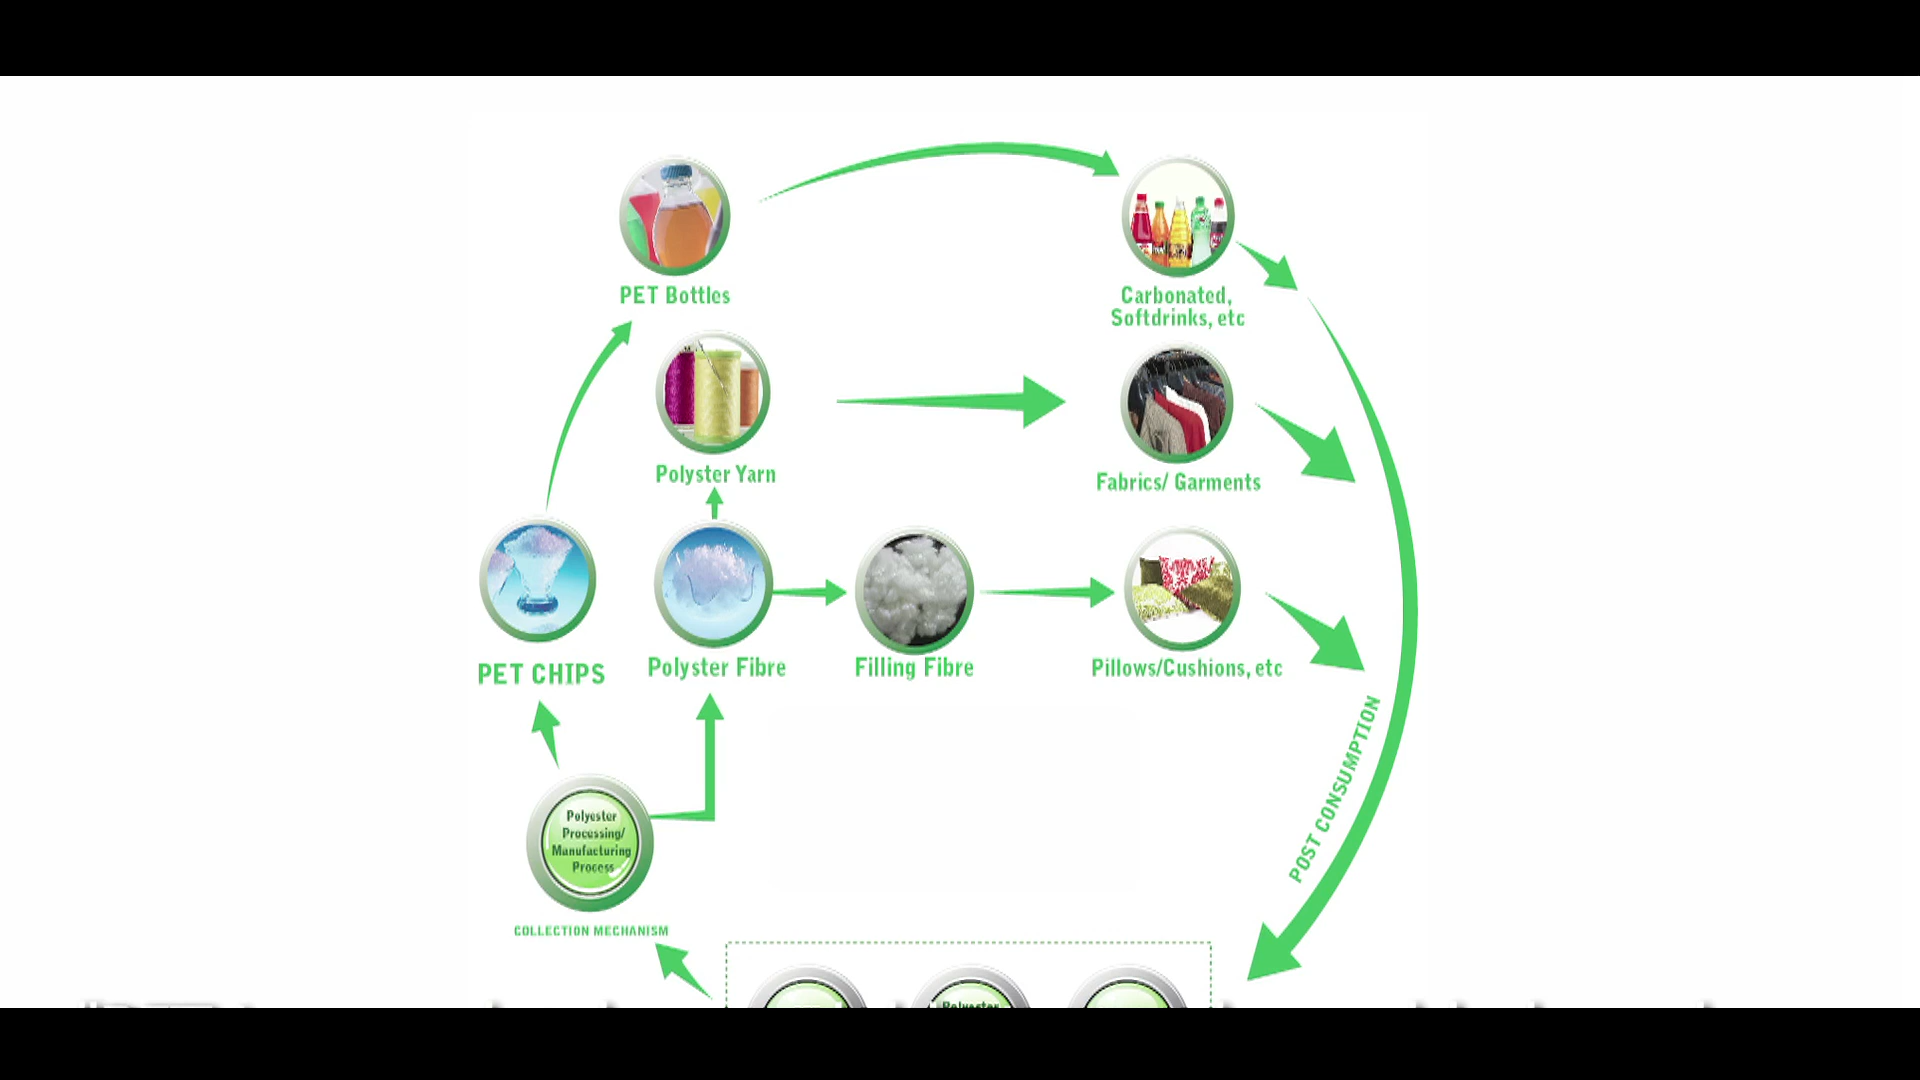 PET Bottles
Carbonated,
Softdrinks, etc
Polyster Yarn
Fabrics/ Garments
PET CHIPS
Polyster Fibre
Filling Fibre
Pillows/Cushions, etc
POST CONSUMPTION
Polyester
Processing/
Manufacturing
Process
COLLECTION MECHANISM
Polyester